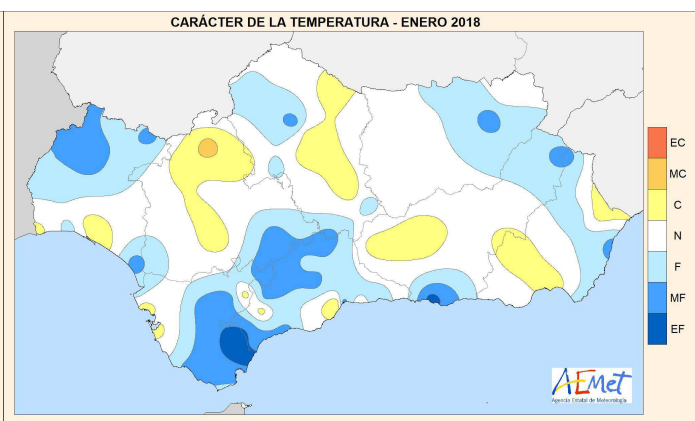 CARÁCTER DE LA TEMPERATURA - ENERO 2018
EC
MC
C
N
F
MF
EF
AEMet
Agencia Estatal de Meteorología